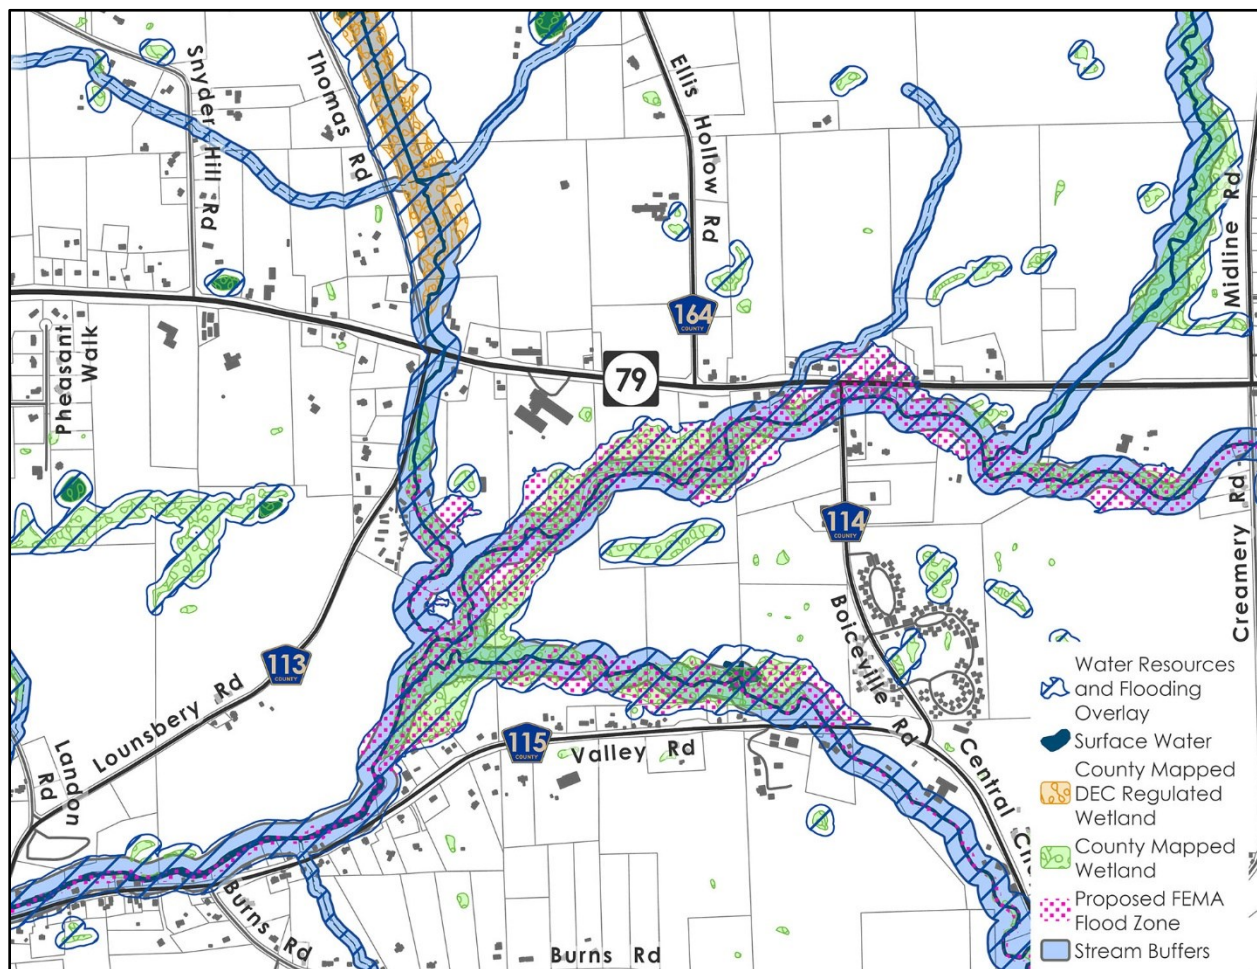 Snyder Hill Rd
Thomas Rd
Ellis Hollow Rd
Midline Rd
Pheasant
Walk
164
COUNTY
79
114
COUNTY
Creamery Rd
Boiceville Rd
113
COUNTY
Lounsbery Rd
Landon
Rd
115
COUNTY
Valley Rd
Central
Burns Rd
Burns Rd
Water Resources
and Flooding
Overlay
Surface Water
County Mapped
DEC Regulated
Wetland
County Mapped
Wetland
Proposed FEMA
Flood Zone
Stream Buffers